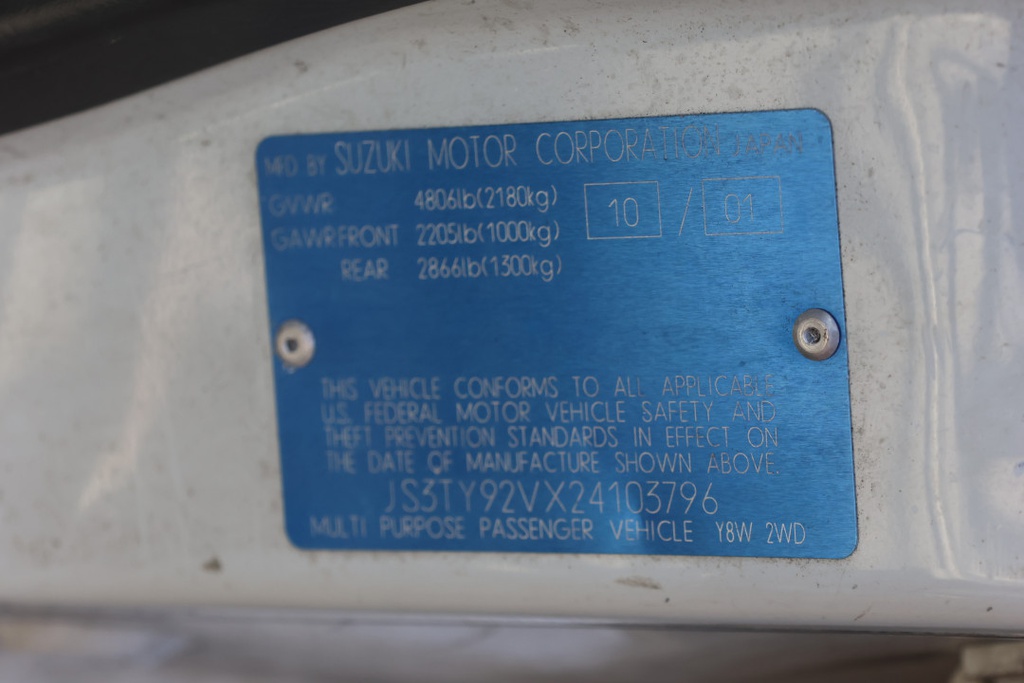 MFD BY SUZUKI MOTOR CORPORATION JAPAN
GVWR 4806lb(2180kg) 10 / 01
GAWR FRONT 2205lb(1000kg)
REAR 2866lb(1300kg)
THIS VEHICLE CONFORMS TO ALL APPLICABLE
U.S. FEDERAL MOTOR VEHICLE SAFETY AND
THEFT PREVENTION STANDARDS IN EFFECT ON
THE DATE OF MANUFACTURE SHOWN ABOVE.
JS3TY92VX24103796
MULTI PURPOSE PASSENGER VEHICLE Y8W 2WD